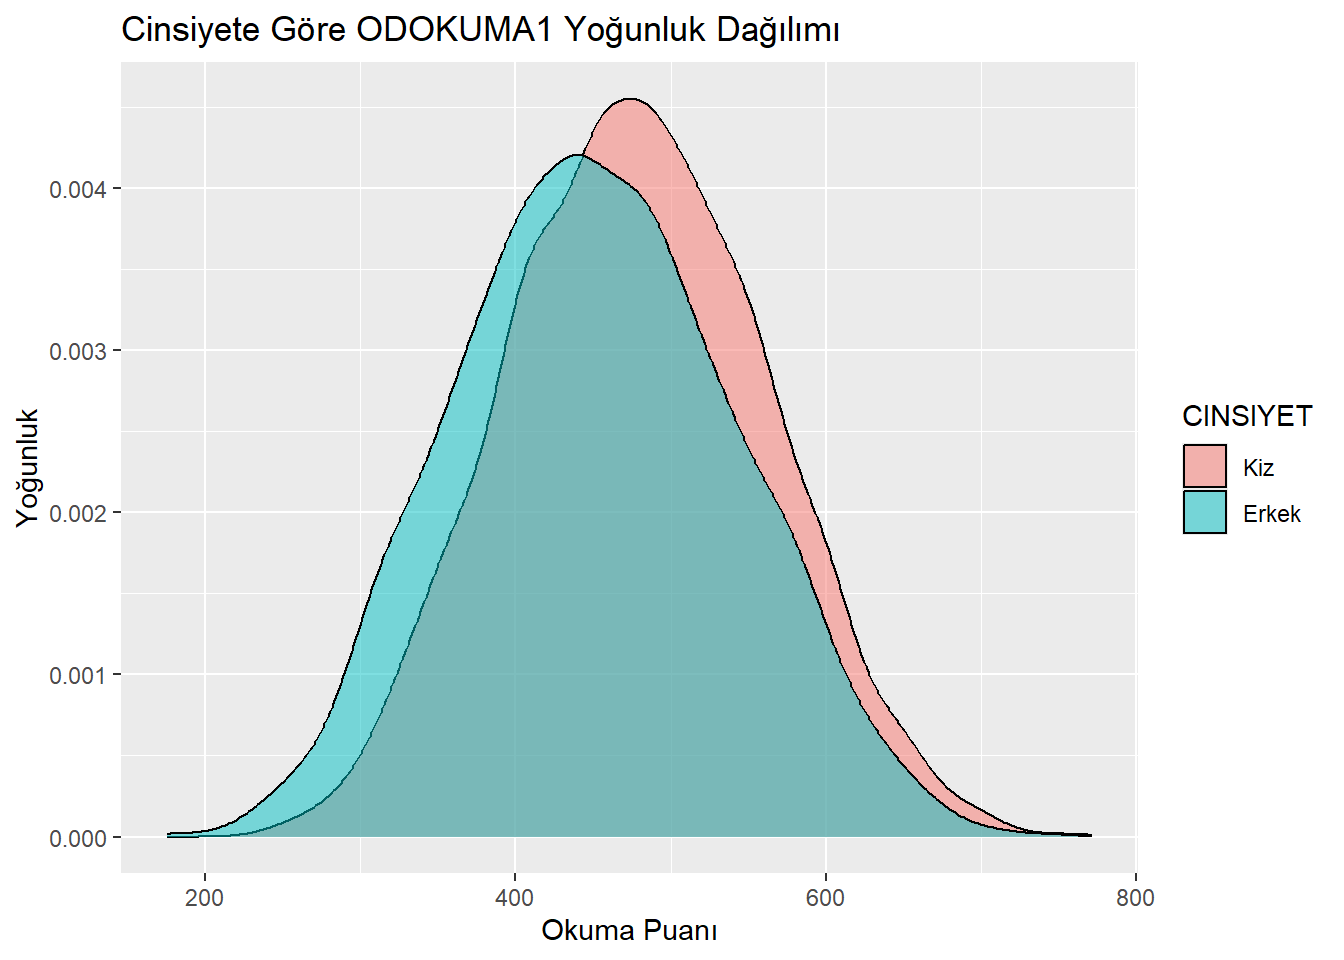 Cinsiyete Göre ODOKUMA1 Yoğunluk Dağılımı
0.004
0.003
0.002
0.001
0.000
Yoğunluk
200 400 600 800
Okuma Puanı
CINSIYET
Kiz
Erkek